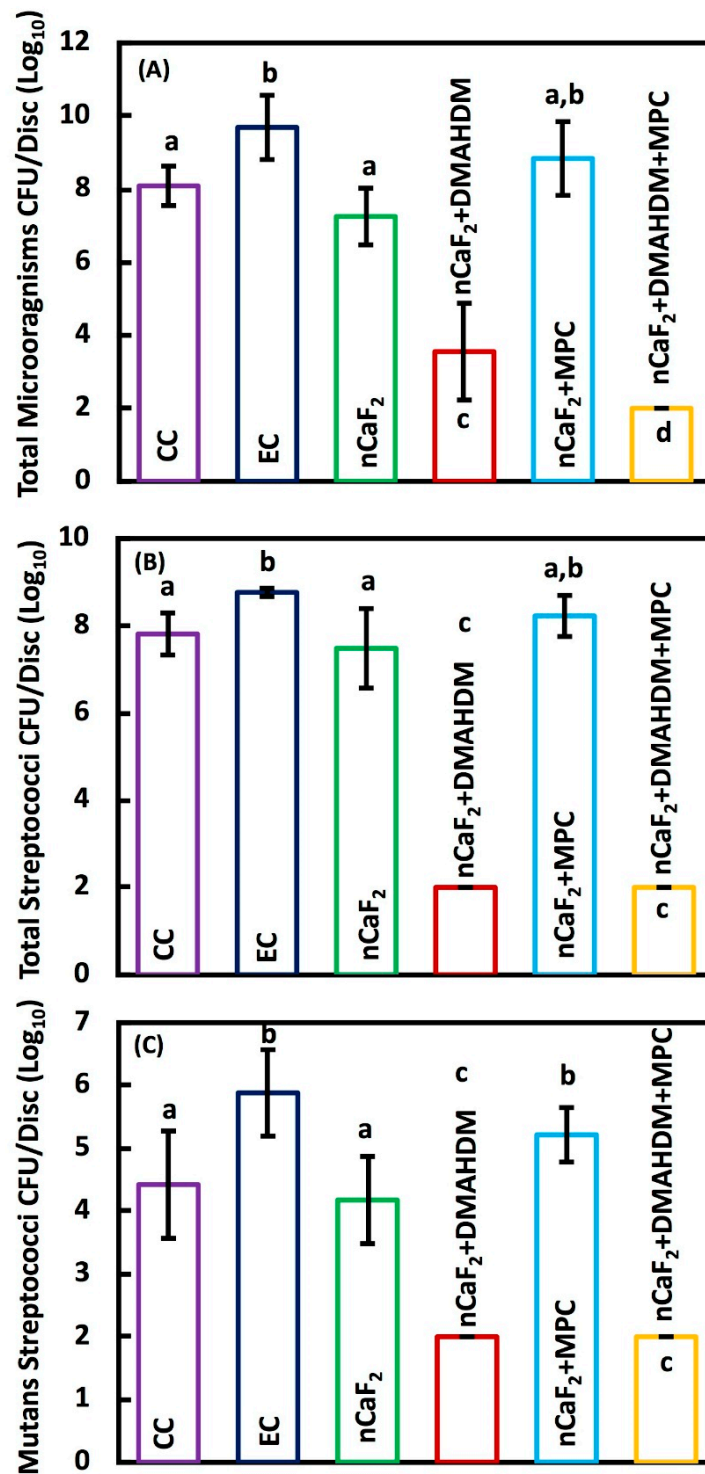 Total Microoragnisms CFU/Disc (Log₁₀)
12
10
8
6
4
2
0
(A)
a
b
a
nCaF₂+DMAHDM
a,b
nCaF₂+DMAHDM+MPC
CC
EC
nCaF₂
c
nCaF₂+MPC
d
Total Streptococci CFU/Disc (Log₁₀)
10
8
6
4
2
0
(B)
a
b
a
c
nCaF₂+DMAHDM
a,b
nCaF₂+DMAHDM+MPC
CC
EC
nCaF₂
nCaF₂+MPC
c
Mutans Streptococci CFU/Disc (Log₁₀)
7
6
5
4
3
2
1
0
(C)
a
b
a
c
nCaF₂+DMAHDM
b
nCaF₂+DMAHDM+MPC
CC
EC
nCaF₂
nCaF₂+MPC
c